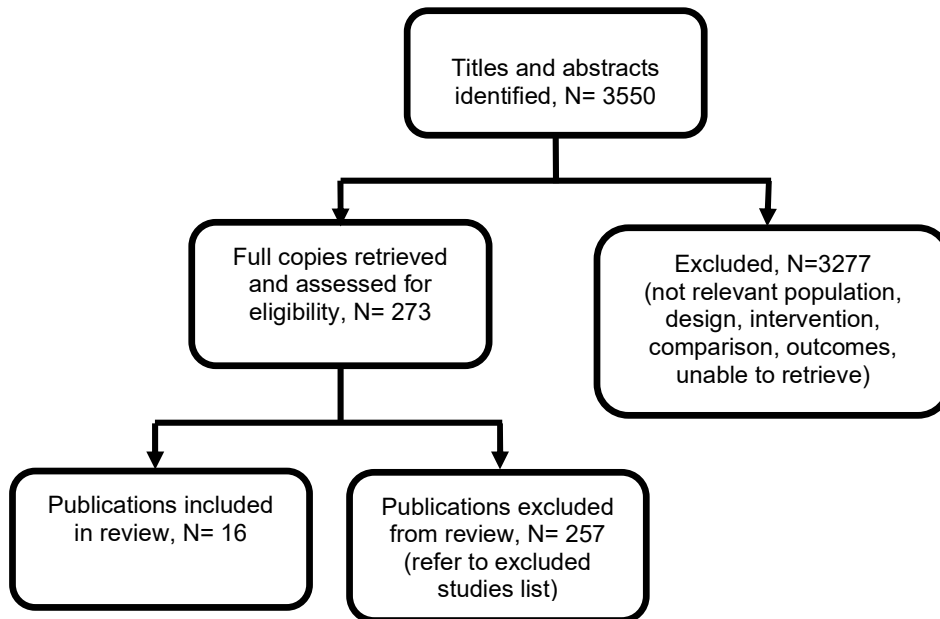 Titles and abstracts
identified, N= 3550
Full copies retrieved
and assessed for
eligibility, N= 273
Excluded, N=3277
(not relevant population,
design, intervention,
comparison, outcomes,
unable to retrieve)
Publications included
in review, N= 16
Publications excluded
from review, N= 257
(refer to excluded
studies list)